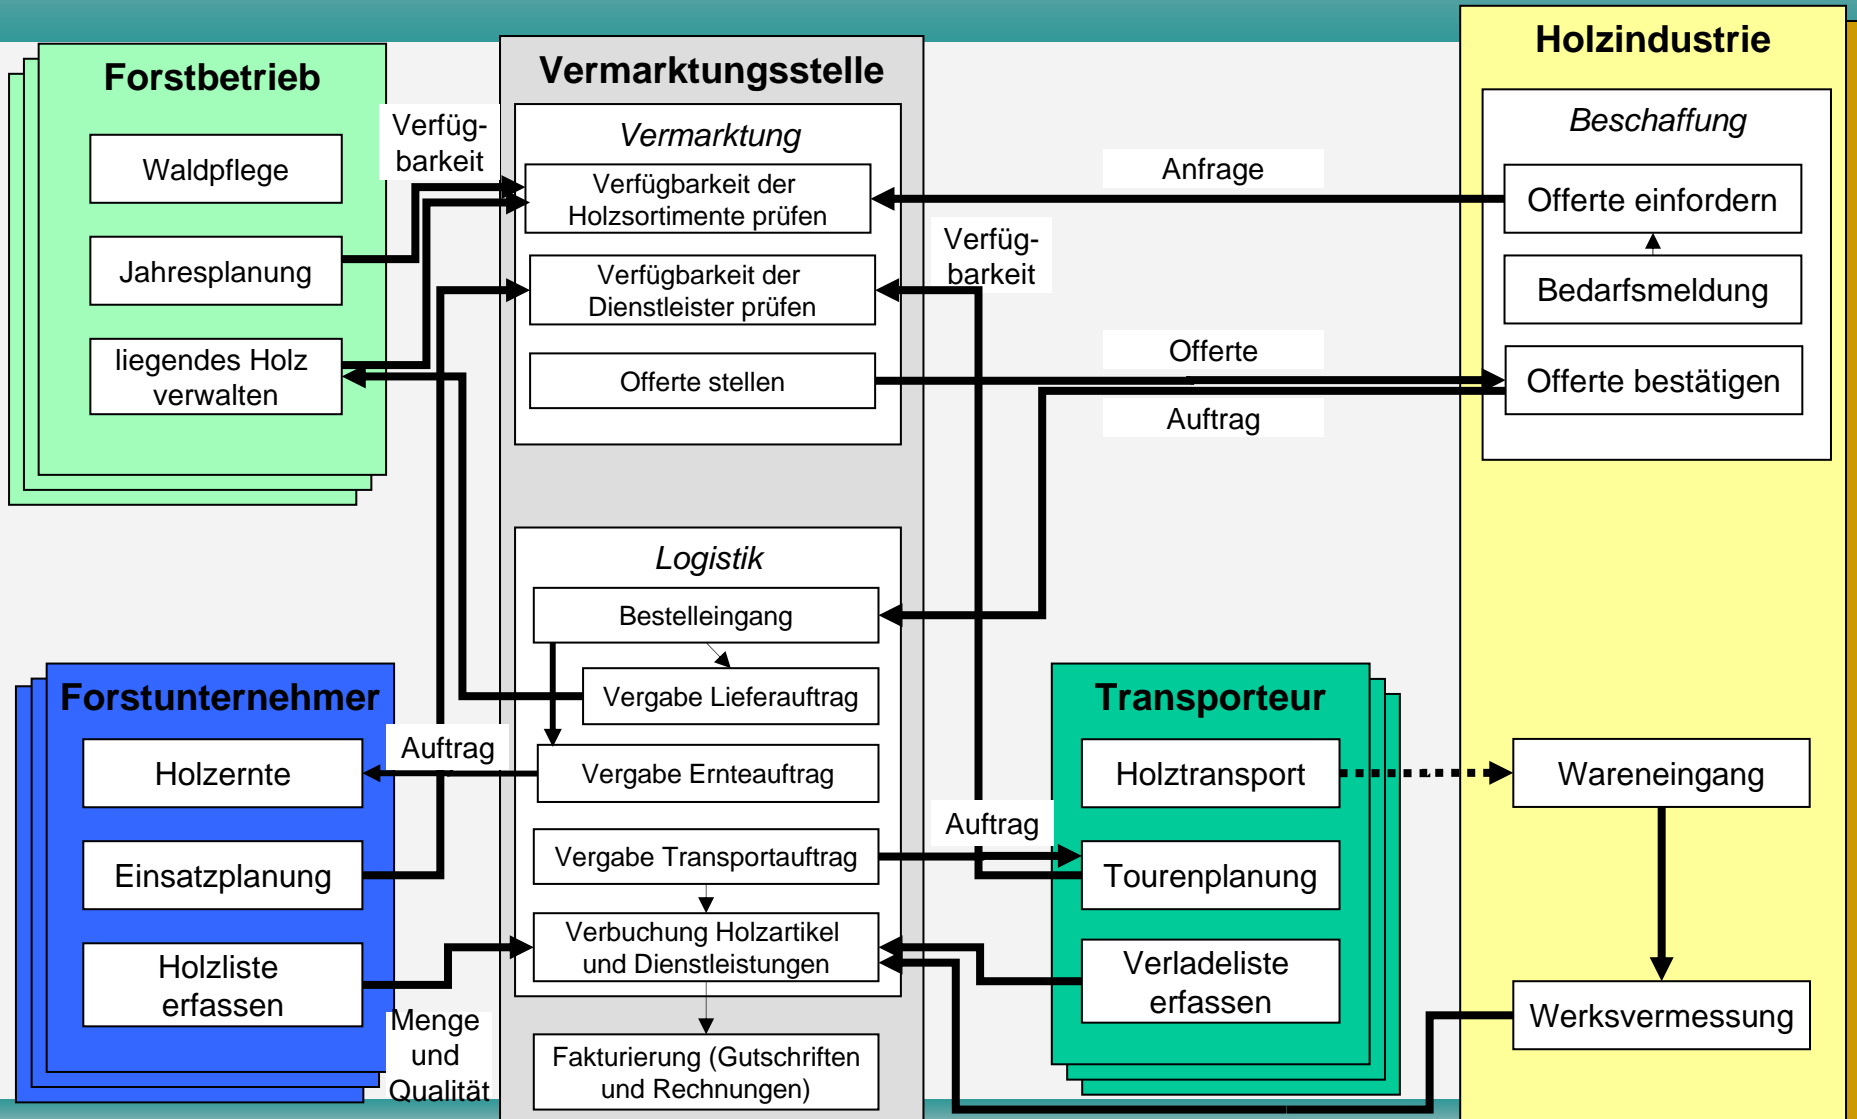 Forstbetrieb
Waldpflege
Jahresplanung
liegendes Holz
verwalten
Verfüg-
barkeit
Vermarktungsstelle
Vermarktung
Verfügbarkeit der
Holzsortimente prüfen
Verfügbarkeit der
Dienstleister prüfen
Offerte stellen
Verfüg-
barkeit
Anfrage
Offerte
Auftrag
Holzindustrie
Beschaffung
Offerte einfordern
Bedarfsmeldung
Offerte bestätigen
Logistik
Bestelleingang
Vergabe Lieferauftrag
Vergabe Ernteauftrag
Vergabe Transportauftrag
Verbuchung Holzartikel
und Dienstleistungen
Fakturierung (Gutschriften
und Rechnungen)
Forstunternehmer
Holzernte
Einsatzplanung
Holzliste
erfassen
Auftrag
Menge
und
Qualität
Auftrag
Transporteur
Holztransport
Tourenplanung
Verladeliste
erfassen
Wareneingang
Werksvermessung